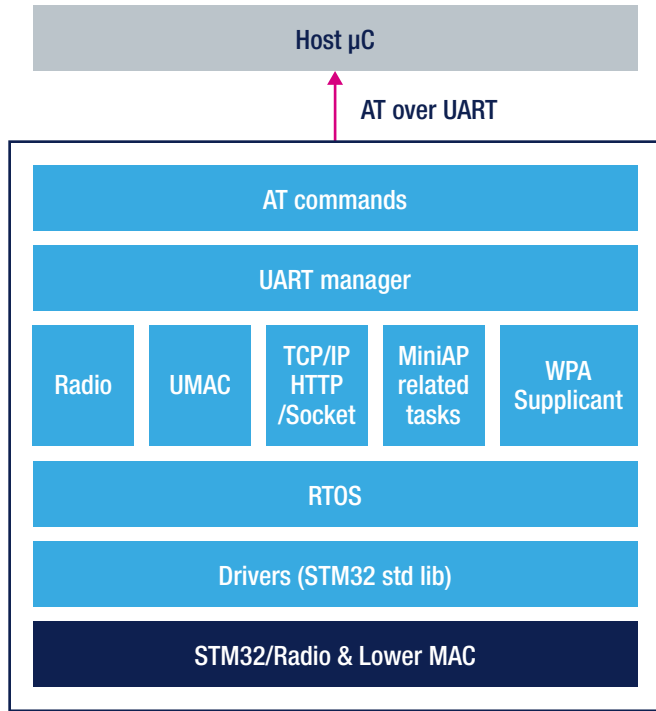 Host µC
AT over UART
AT commands
UART manager
Radio
UMAC
TCP/IP
HTTP
/Socket
MiniAP
related
tasks
WPA
Supplicant
RTOS
Drivers (STM32 std lib)
STM32/Radio & Lower MAC